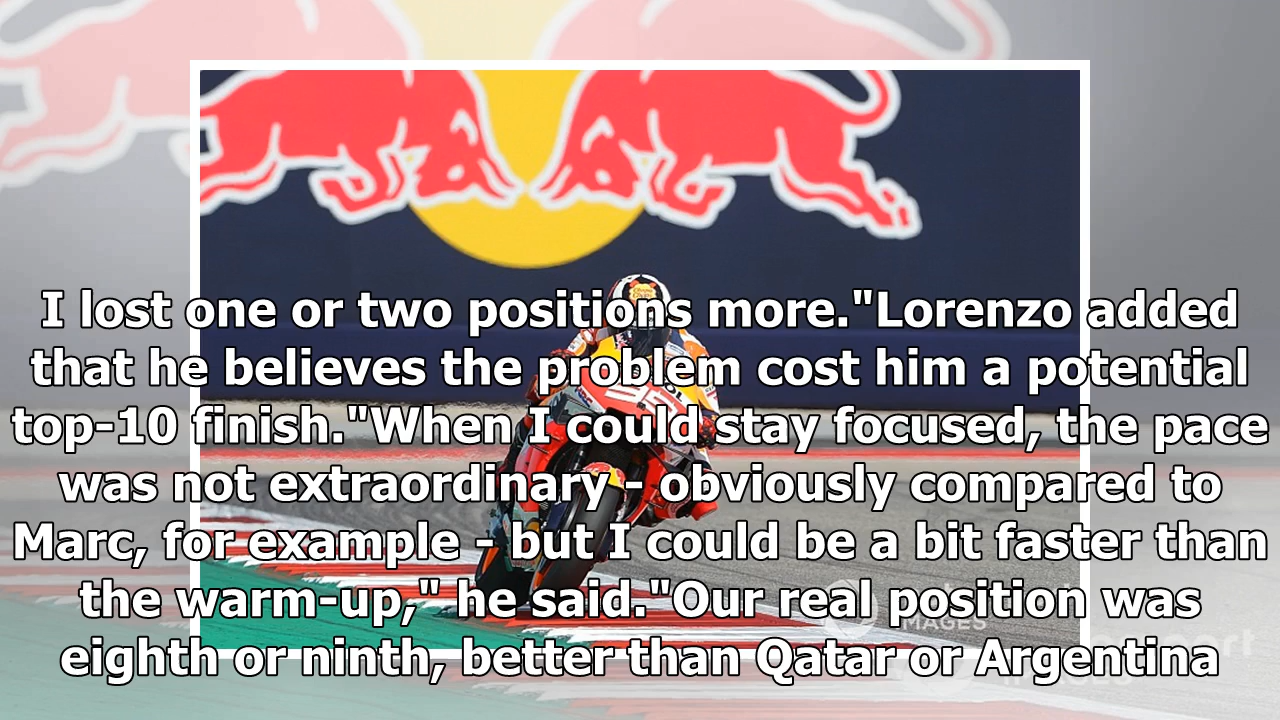 I lost one or two positions more."Lorenzo added
that he believes the problem cost him a potential
top-10 finish."When I could stay focused, the pace
was not extraordinary - obviously compared to
Marc, for example - but I could be a bit faster than
the warm-up," he said."Our real position was
eighth or ninth, better than Qatar or Argentina
IMAGES